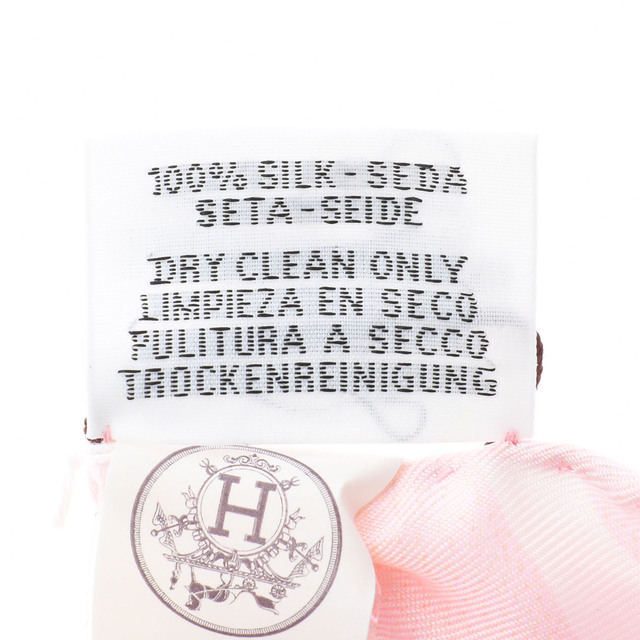 100% SILK-SEDA
SETA-SEIDE
DRY CLEAN ONLY
LIMPIEZA EN SECO
PULITURA A SECCO
TROCKENREINIGUNG
H